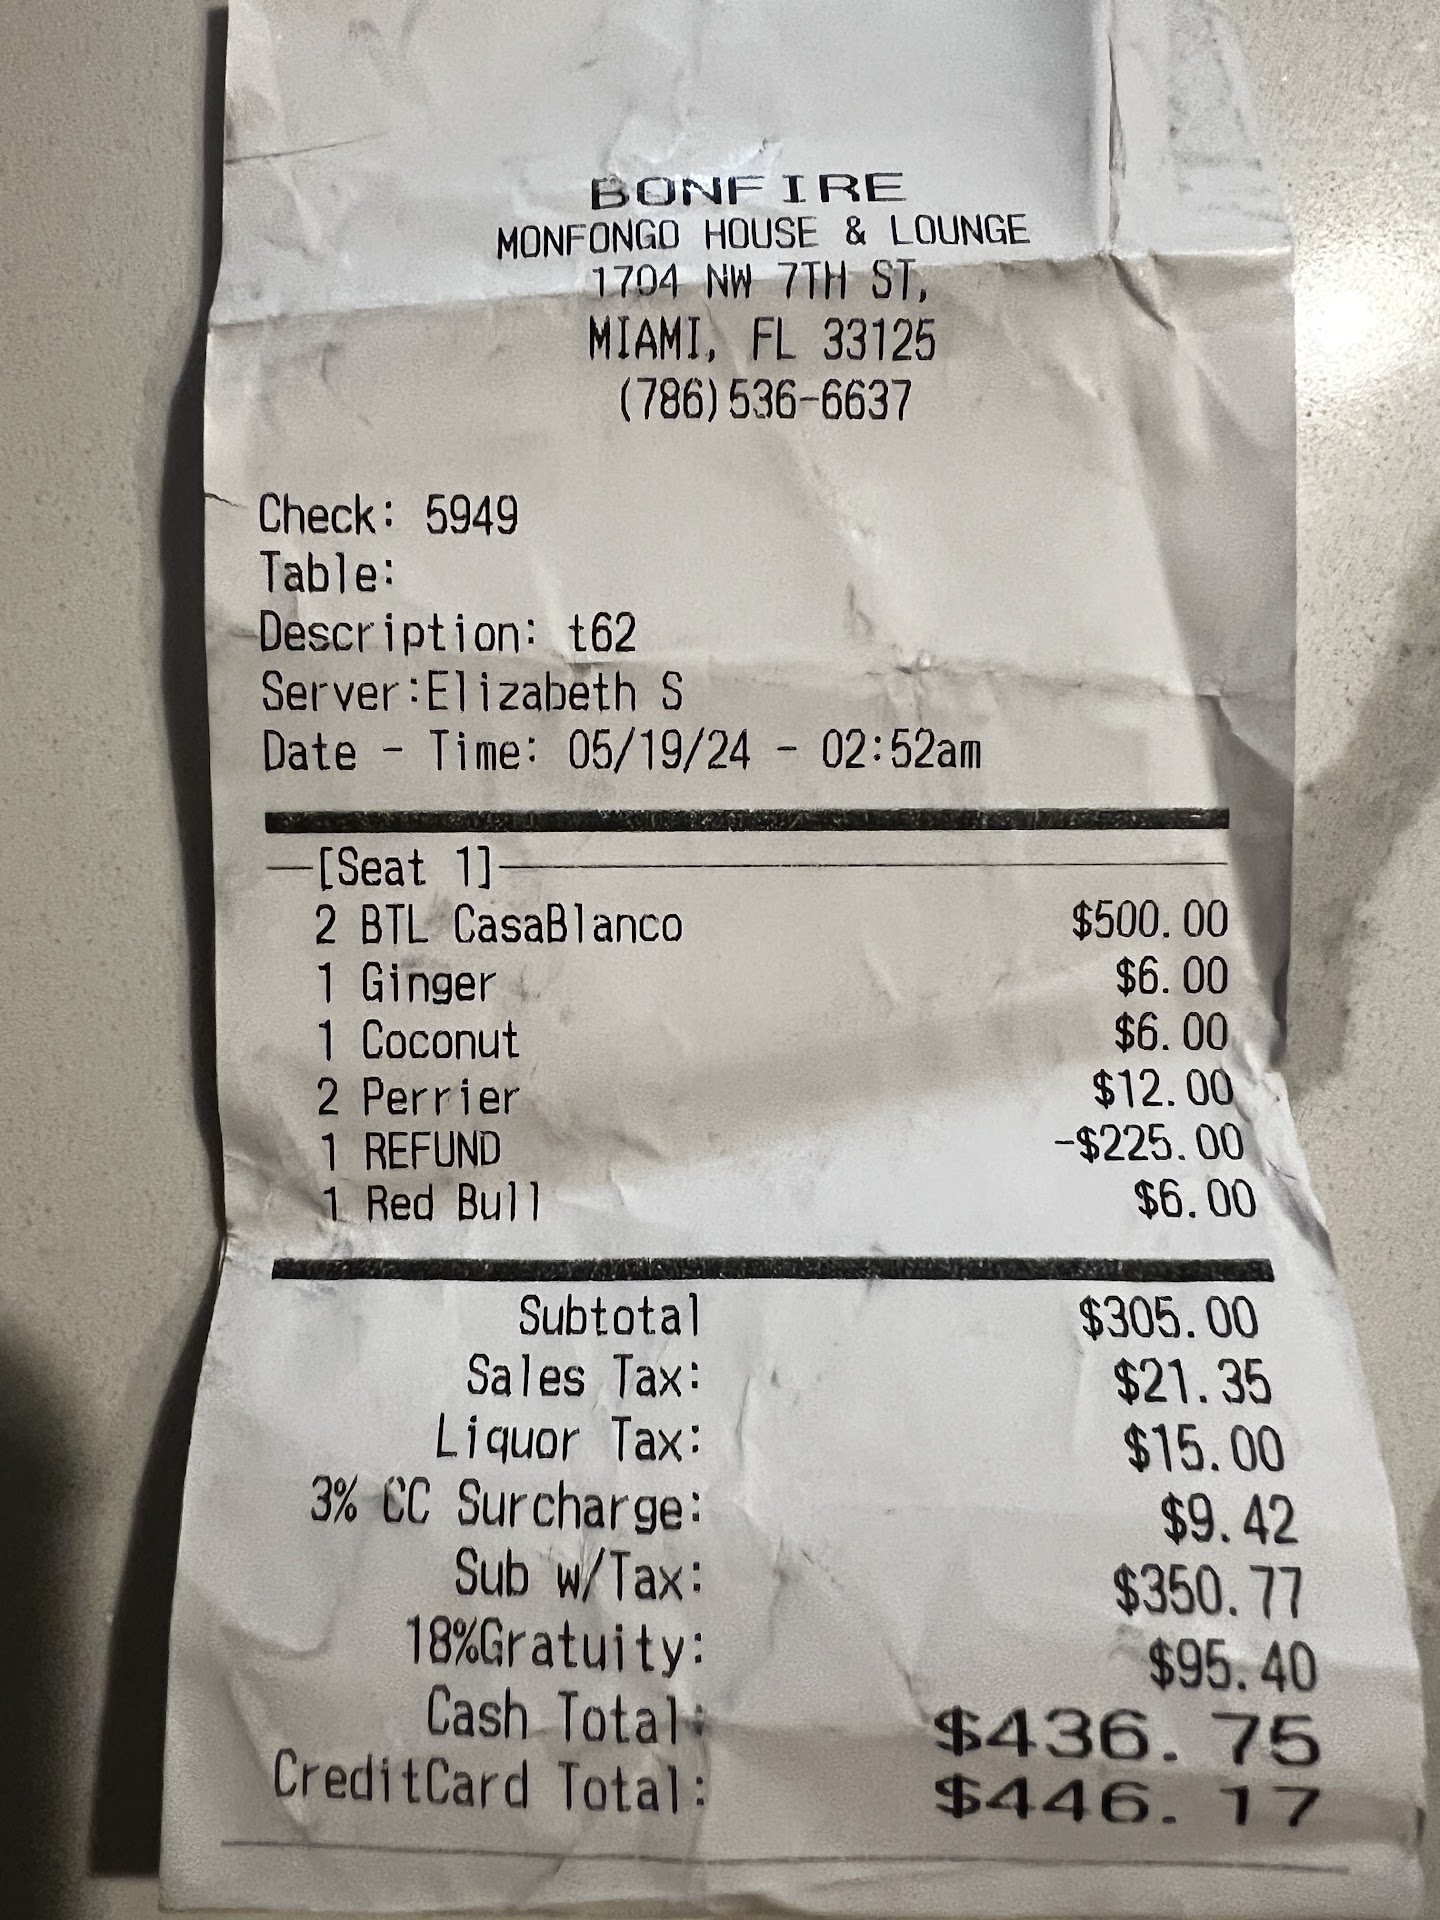 BONFIRE
MONFONGO HOUSE & LOUNGE
1704 NW 7TH ST,
MIAMI, FL 33125
(786)536-6637
Check: 5949
Table:
Description: t62
Server:Elizabeth S
Date - Time: 05/19/24 - 02:52am
[Seat 1]
2 BTL CasaBlanco $500.00
1 Ginger $6.00
1 Coconut $6.00
2 Perrier $12.00
1 REFUND -$225.00
1 Red Bull $6.00
Subtotal $305.00
Sales Tax: $21.35
Liquor Tax: $15.00
3% CC Surcharge: $9.42
Sub w/Tax: $350.77
18%Gratuity: $95.40
Cash Total: $436.75
CreditCard Total: $446.17